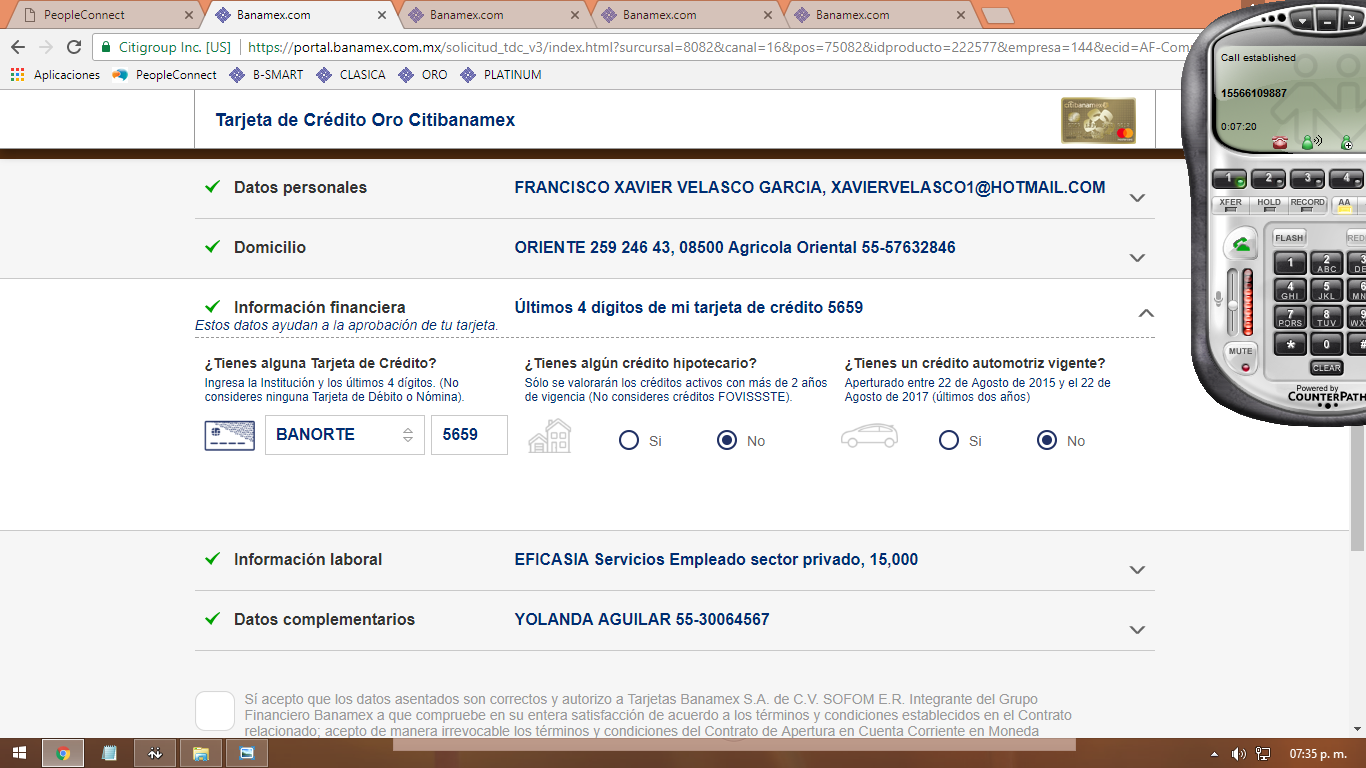 PeopleConnect
Banamex.com
Banamex.com
Banamex.com
Banamex.com
Citigroup Inc. [US] https://portal.banamex.com.mx/solicitud_tdc_v3/index.html?sursursal=8082&canal=16&pos=75082&idproducto=222577&empresa=144&ecid=AF-Com
Aplicaciones PeopleConnect B-SMART CLASICA ORO PLATINUM
Tarjeta de Crédito Oro Citibanamex
citibanamex
Datos personales FRANCISCO XAVIER VELASCO GARCIA, XAVIERVELASCO1@HOTMAIL.COM
Domicilio ORIENTE 259 246 43, 08500 Agricola Oriental 55-57632846
Información financiera Últimos 4 dígitos de mi tarjeta de crédito 5659
Estos datos ayudan a la aprobación de tu tarjeta.
¿Tienes alguna Tarjeta de Crédito?
Ingresa la Institución y los últimos 4 dígitos. (No
consideres ninguna Tarjeta de Débito o Nómina).
BANORTE 5659
¿Tienes algún crédito hipotecario?
Sólo se valorarán los créditos activos con más de 2 años
de vigencia (No consideres créditos FOVISSSTE).
Si No
¿Tienes un crédito automotriz vigente?
Aperturado entre 22 de Agosto de 2015 y el 22 de
Agosto de 2017 (últimos dos años)
Si No
Información laboral EFICASIA Servicios Empleado sector privado, 15,000
Datos complementarios YOLANDA AGUILAR 55-30064567
Sí acepto que los datos asentados son correctos y autorizo a Tarjetas Banamex S.A. de C.V. SOFOM E.R. Integrante del Grupo
Financiero Banamex a que compruebe en su entera satisfacción de acuerdo a los términos y condiciones establecidos en el Contrato
relacionado; acepto de manera irrevocable los términos y condiciones del Contrato de Apertura en Cuenta Corriente en Moneda
Call established
15566109887
0:07:20
1 2 3 4
XFER HOLD RECORD AA
FLASH RED
1 2 ABC 3 DE
4 GHI 5 JKL 6 MN
7 PQRS 8 TUV 9 WX
* 0 #
MUTE CLEAR
Powered by
COUNTERPATH
07:35 p. m.